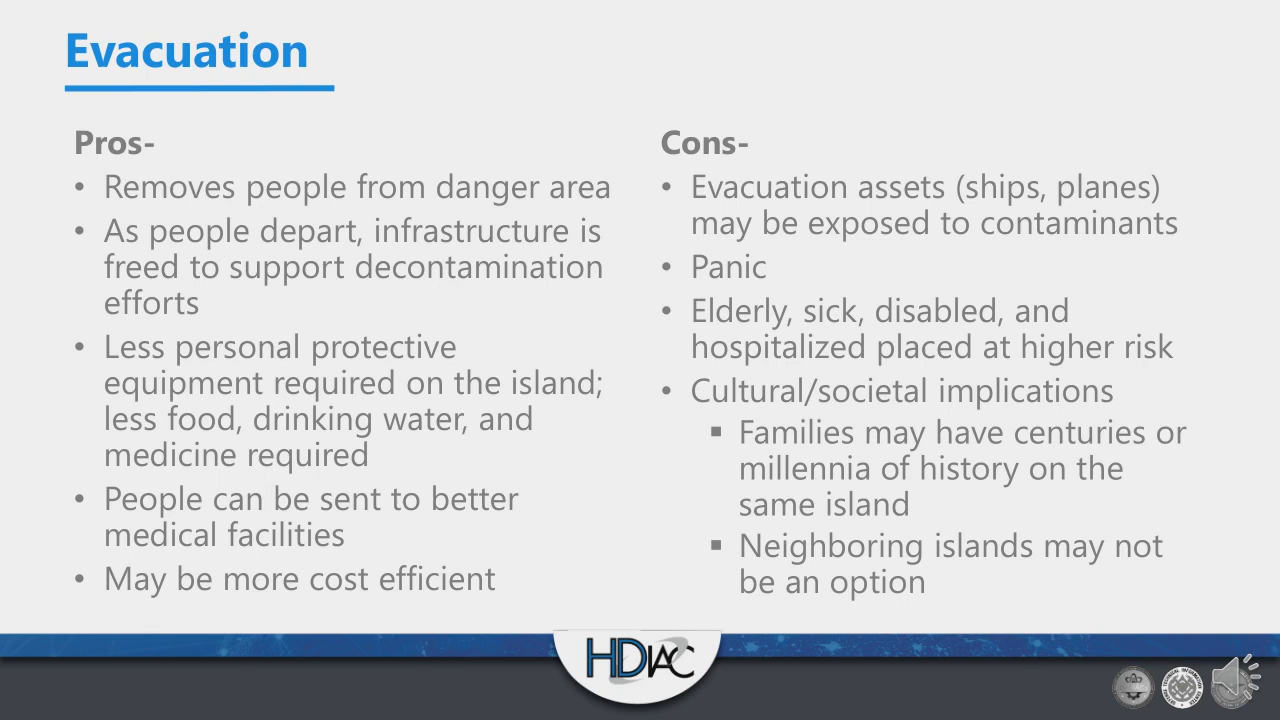 Evacuation
Pros-
• Removes people from danger area
• As people depart, infrastructure is
freed to support decontamination
efforts
• Less personal protective
equipment required on the island;
less food, drinking water, and
medicine required
• People can be sent to better
medical facilities
• May be more cost efficient
Cons-
• Evacuation assets (ships, planes)
may be exposed to contaminants
• Panic
• Elderly, sick, disabled, and
hospitalized placed at higher risk
• Cultural/societal implications
▪ Families may have centuries or
millennia of history on the
same island
▪ Neighboring islands may not
be an option
HDIAC